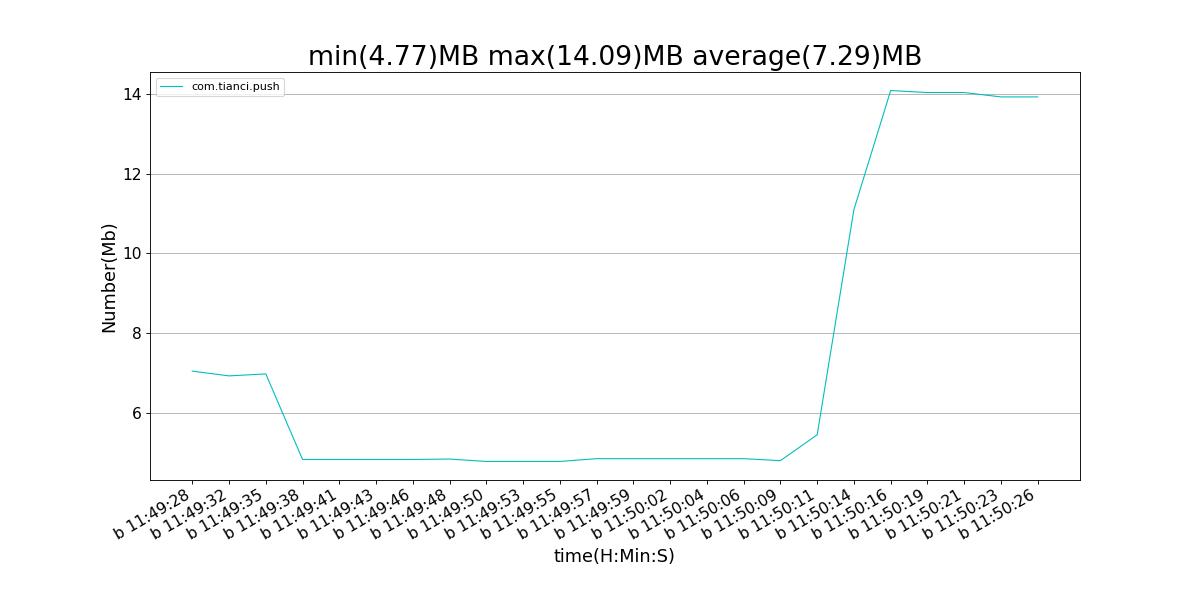 min(4.77)MB max(14.09)MB average(7.29)MB
com.tianci.push
14
12
10
8
6
Number(Mb)
b 11:49:28
b 11:49:32
b 11:49:35
b 11:49:38
b 11:49:41
b 11:49:43
b 11:49:46
b 11:49:48
b 11:49:50
b 11:49:53
b 11:49:55
b 11:49:57
b 11:49:59
b 11:50:02
b 11:50:04
b 11:50:06
b 11:50:09
b 11:50:11
b 11:50:14
b 11:50:16
b 11:50:19
b 11:50:21
b 11:50:23
b 11:50:26
time(H:Min:S)